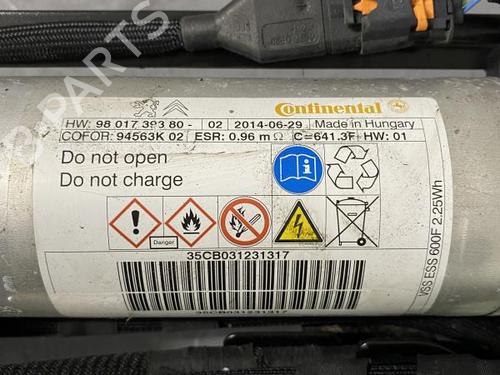 Continental
HW: 98 017 393 80 - 02 2014-06-29 Made in Hungary
COFOR: 94563K 02 ESR: 0.96 m Ω C=641.3F HW: 01
Do not open
Do not charge
Danger
35CB031231317
35CB031231317
VSS ESS 600F 2.25Wh
B-PARTS